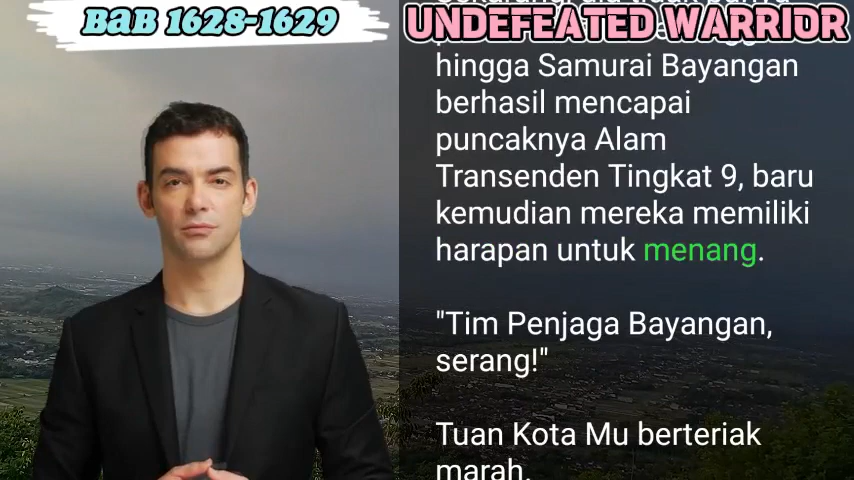 BaB 1628-1629
UNDEFEATED WARRIOR
hingga Samurai Bayangan
berhasil mencapai
puncaknya Alam
Transenden Tingkat 9, baru
kemudian mereka memiliki
harapan untuk menang.
"Tim Penjaga Bayangan,
serang!"
Tuan Kota Mu berteriak
marah.